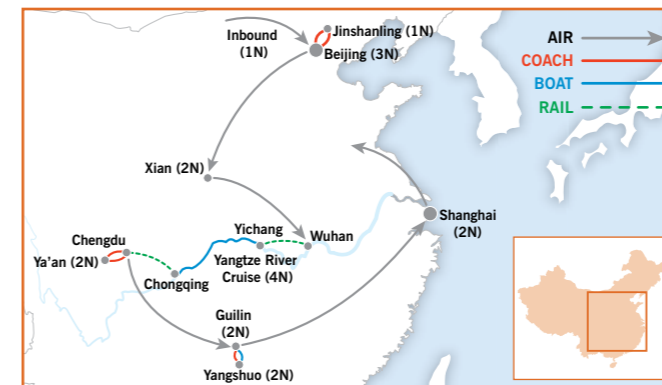 Inbound
(1N)
Jinshanling (1N)
Beijing (3N)
AIR
COACH
BOAT
RAIL
Xian (2N)
Chengdu
Ya'an (2N)
Chongqing
Yichang
Yangtze River
Cruise (4N)
Wuhan
Shanghai
(2N)
Guilin
(2N)
Yangshuo (2N)